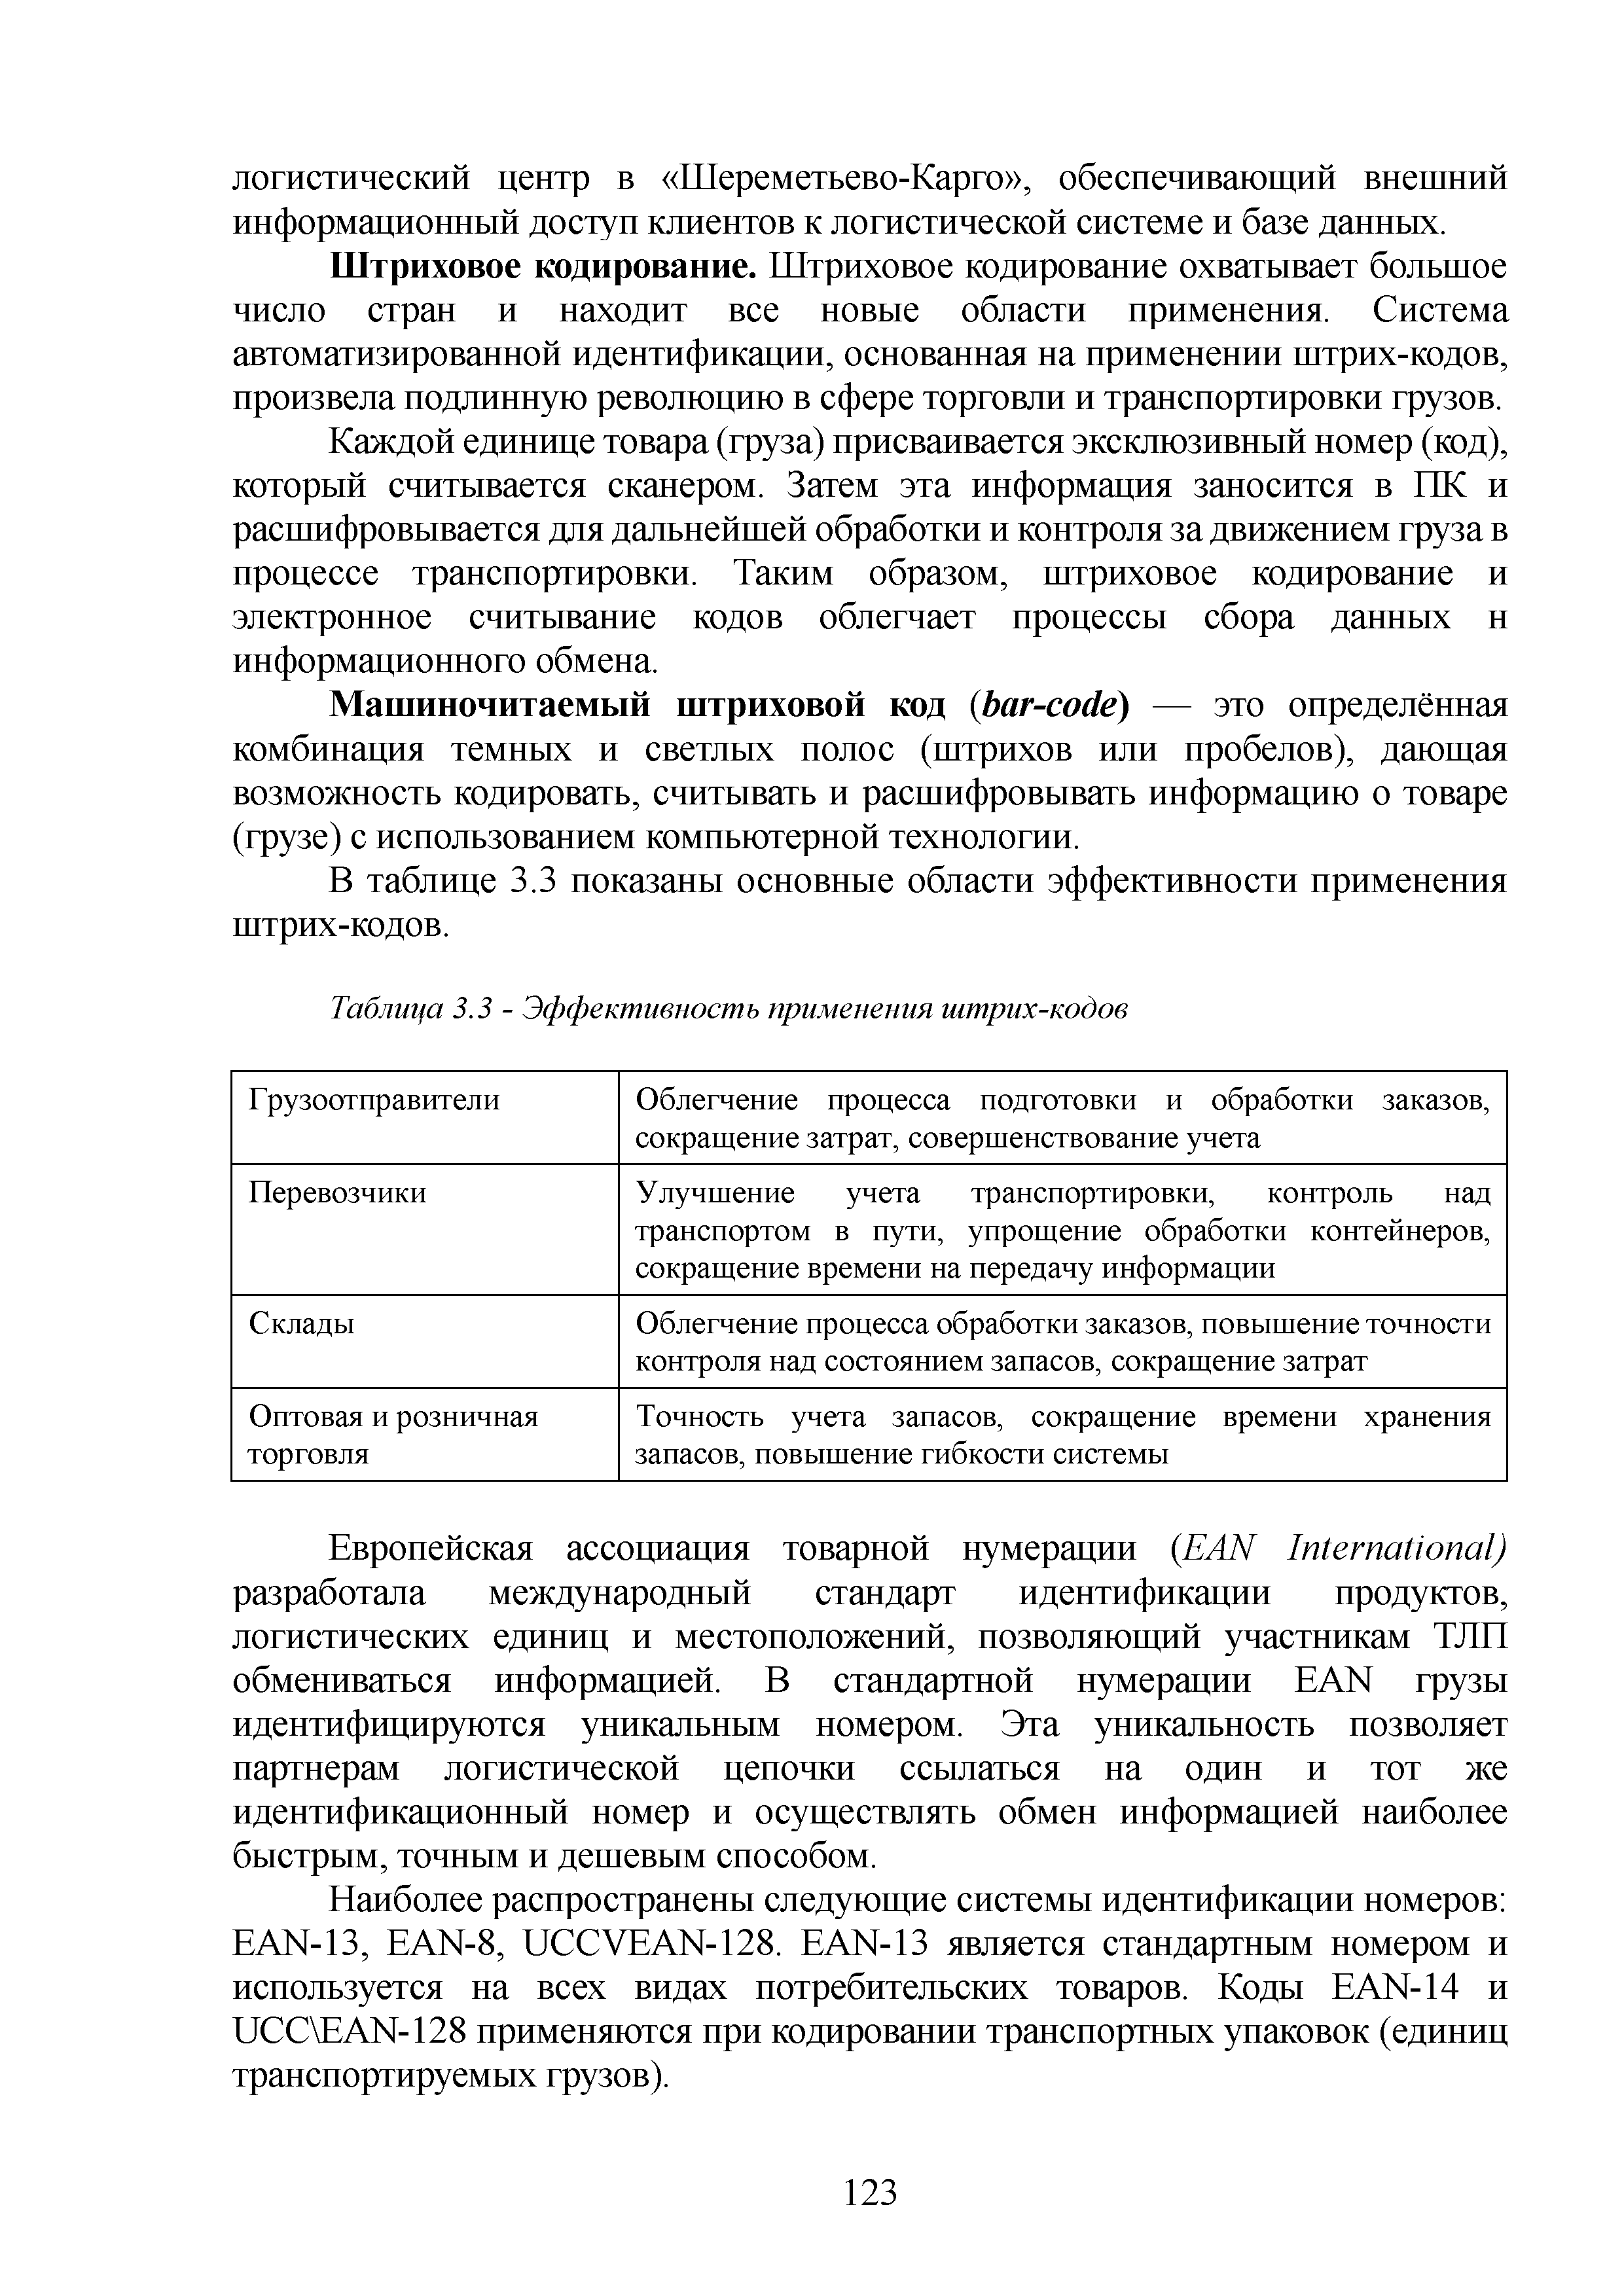 логистический центр в «Шереметьево-Карго», обеспечивающий внешний
информационный доступ клиентов к логистической системе и базе данных.
Штриховое кодирование. Штриховое кодирование охватывает большое
число стран и находит все новые области применения. Система
автоматизированной идентификации, основанная на применении штрих-кодов,
произвела подлинную революцию в сфере торговли и транспортировки грузов.
Каждой единице товара (груза) присваивается эксклюзивный номер (код),
который считывается сканером. Затем эта информация заносится в ПК и
расшифровывается для дальнейшей обработки и контроля за движением груза в
процессе транспортировки. Таким образом, штриховое кодирование и
электронное считывание кодов облегчает процессы сбора данных н
информационного обмена.
Машиночитаемый штриховой код (bar-code) — это определённая
комбинация темных и светлых полос (штрихов или пробелов), дающая
возможность кодировать, считывать и расшифровывать информацию о товаре
(грузе) с использованием компьютерной технологии.
В таблице 3.3 показаны основные области эффективности применения
штрих-кодов.
Таблица 3.3 - Эффективность применения штрих-кодов
Грузоотправители
Облегчение процесса подготовки и обработки заказов,
сокращение затрат, совершенствование учета
Перевозчики
Улучшение учета транспортировки, контроль над
транспортом в пути, упрощение обработки контейнеров,
сокращение времени на передачу информации
Склады
Облегчение процесса обработки заказов, повышение точности
контроля над состоянием запасов, сокращение затрат
Оптовая и розничная
торговля
Точность учета запасов, сокращение времени хранения
запасов, повышение гибкости системы
Европейская ассоциация товарной нумерации (EAN International)
разработала международный стандарт идентификации продуктов,
логистических единиц и местоположений, позволяющий участникам ТЛП
обмениваться информацией. В стандартной нумерации EAN грузы
идентифицируются уникальным номером. Эта уникальность позволяет
партнерам логистической цепочки ссылаться на один и тот же
идентификационный номер и осуществлять обмен информацией наиболее
быстрым, точным и дешевым способом.
Наиболее распространены следующие системы идентификации номеров:
EAN-13, EAN-8, UCCVEAN-128. EAN-13 является стандартным номером и
используется на всех видах потребительских товаров. Коды EAN-14 и
UCC\EAN-128 применяются при кодировании транспортных упаковок (единиц
транспортируемых грузов).
123